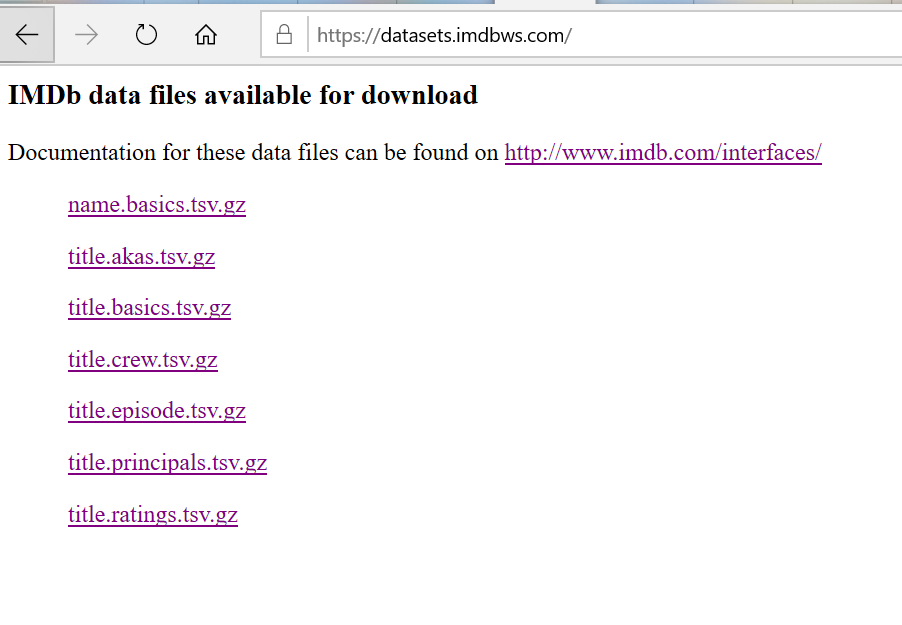 https://datasets.imdbws.com/
IMDb data files available for download
Documentation for these data files can be found on http://www.imdb.com/interfaces/
name.basics.tsv.gz
title.akas.tsv.gz
title.basics.tsv.gz
title.crew.tsv.gz
title.episode.tsv.gz
title.principals.tsv.gz
title.ratings.tsv.gz